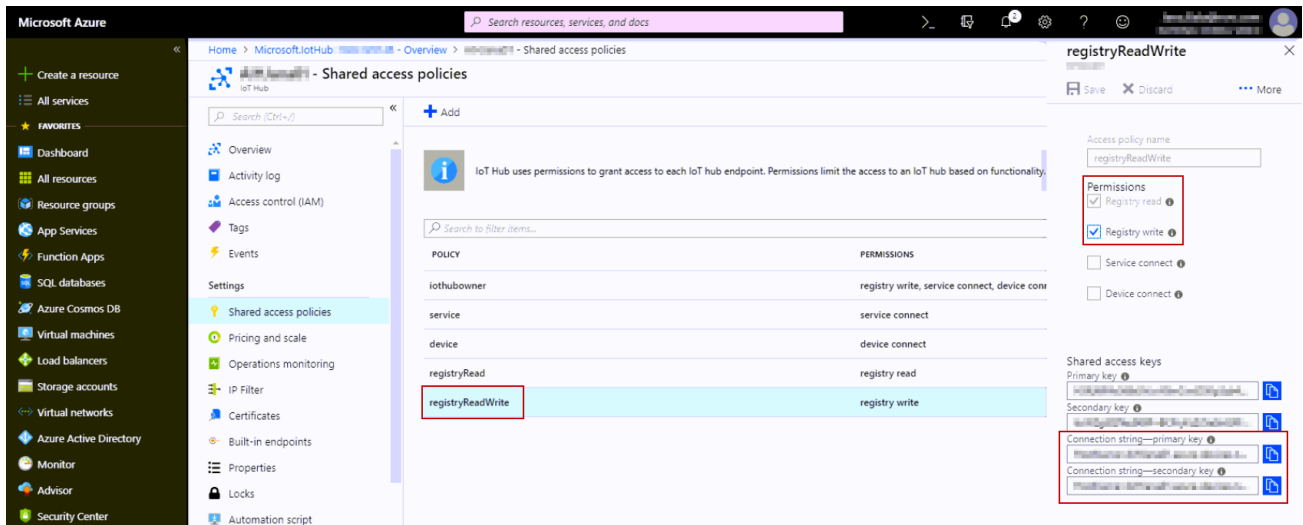 Microsoft Azure
Search resources, services, and docs
2
Create a resource
All services
FAVORITES
Dashboard
All resources
Resource groups
App Services
Function Apps
SQL databases
Azure Cosmos DB
Virtual machines
Load balancers
Storage accounts
Virtual networks
Azure Active Directory
Monitor
Advisor
Security Center
Home > Microsoft.IotHub - Overview > - Shared access policies
- Shared access policies
IoT Hub
Search (Ctrl+/)
Overview
Activity log
Access control (IAM)
Tags
Events
Settings
Shared access policies
Pricing and scale
Operations monitoring
IP Filter
Certificates
Built-in endpoints
Properties
Locks
Automation script
Add
IoT Hub uses permissions to grant access to each IoT hub endpoint. Permissions limit the access to an IoT hub based on functionality.
Search to filter items...
POLICY PERMISSIONS
iothubowner registry write, service connect, device conn
service service connect
device device connect
registryRead registry read
registryReadWrite registry write
registryReadWrite
Save Discard More
Access policy name
registryReadWrite
Permissions
Registry read
Registry write
Service connect
Device connect
Shared access keys
Primary key
Secondary key
Connection string—primary key
Connection string—secondary key